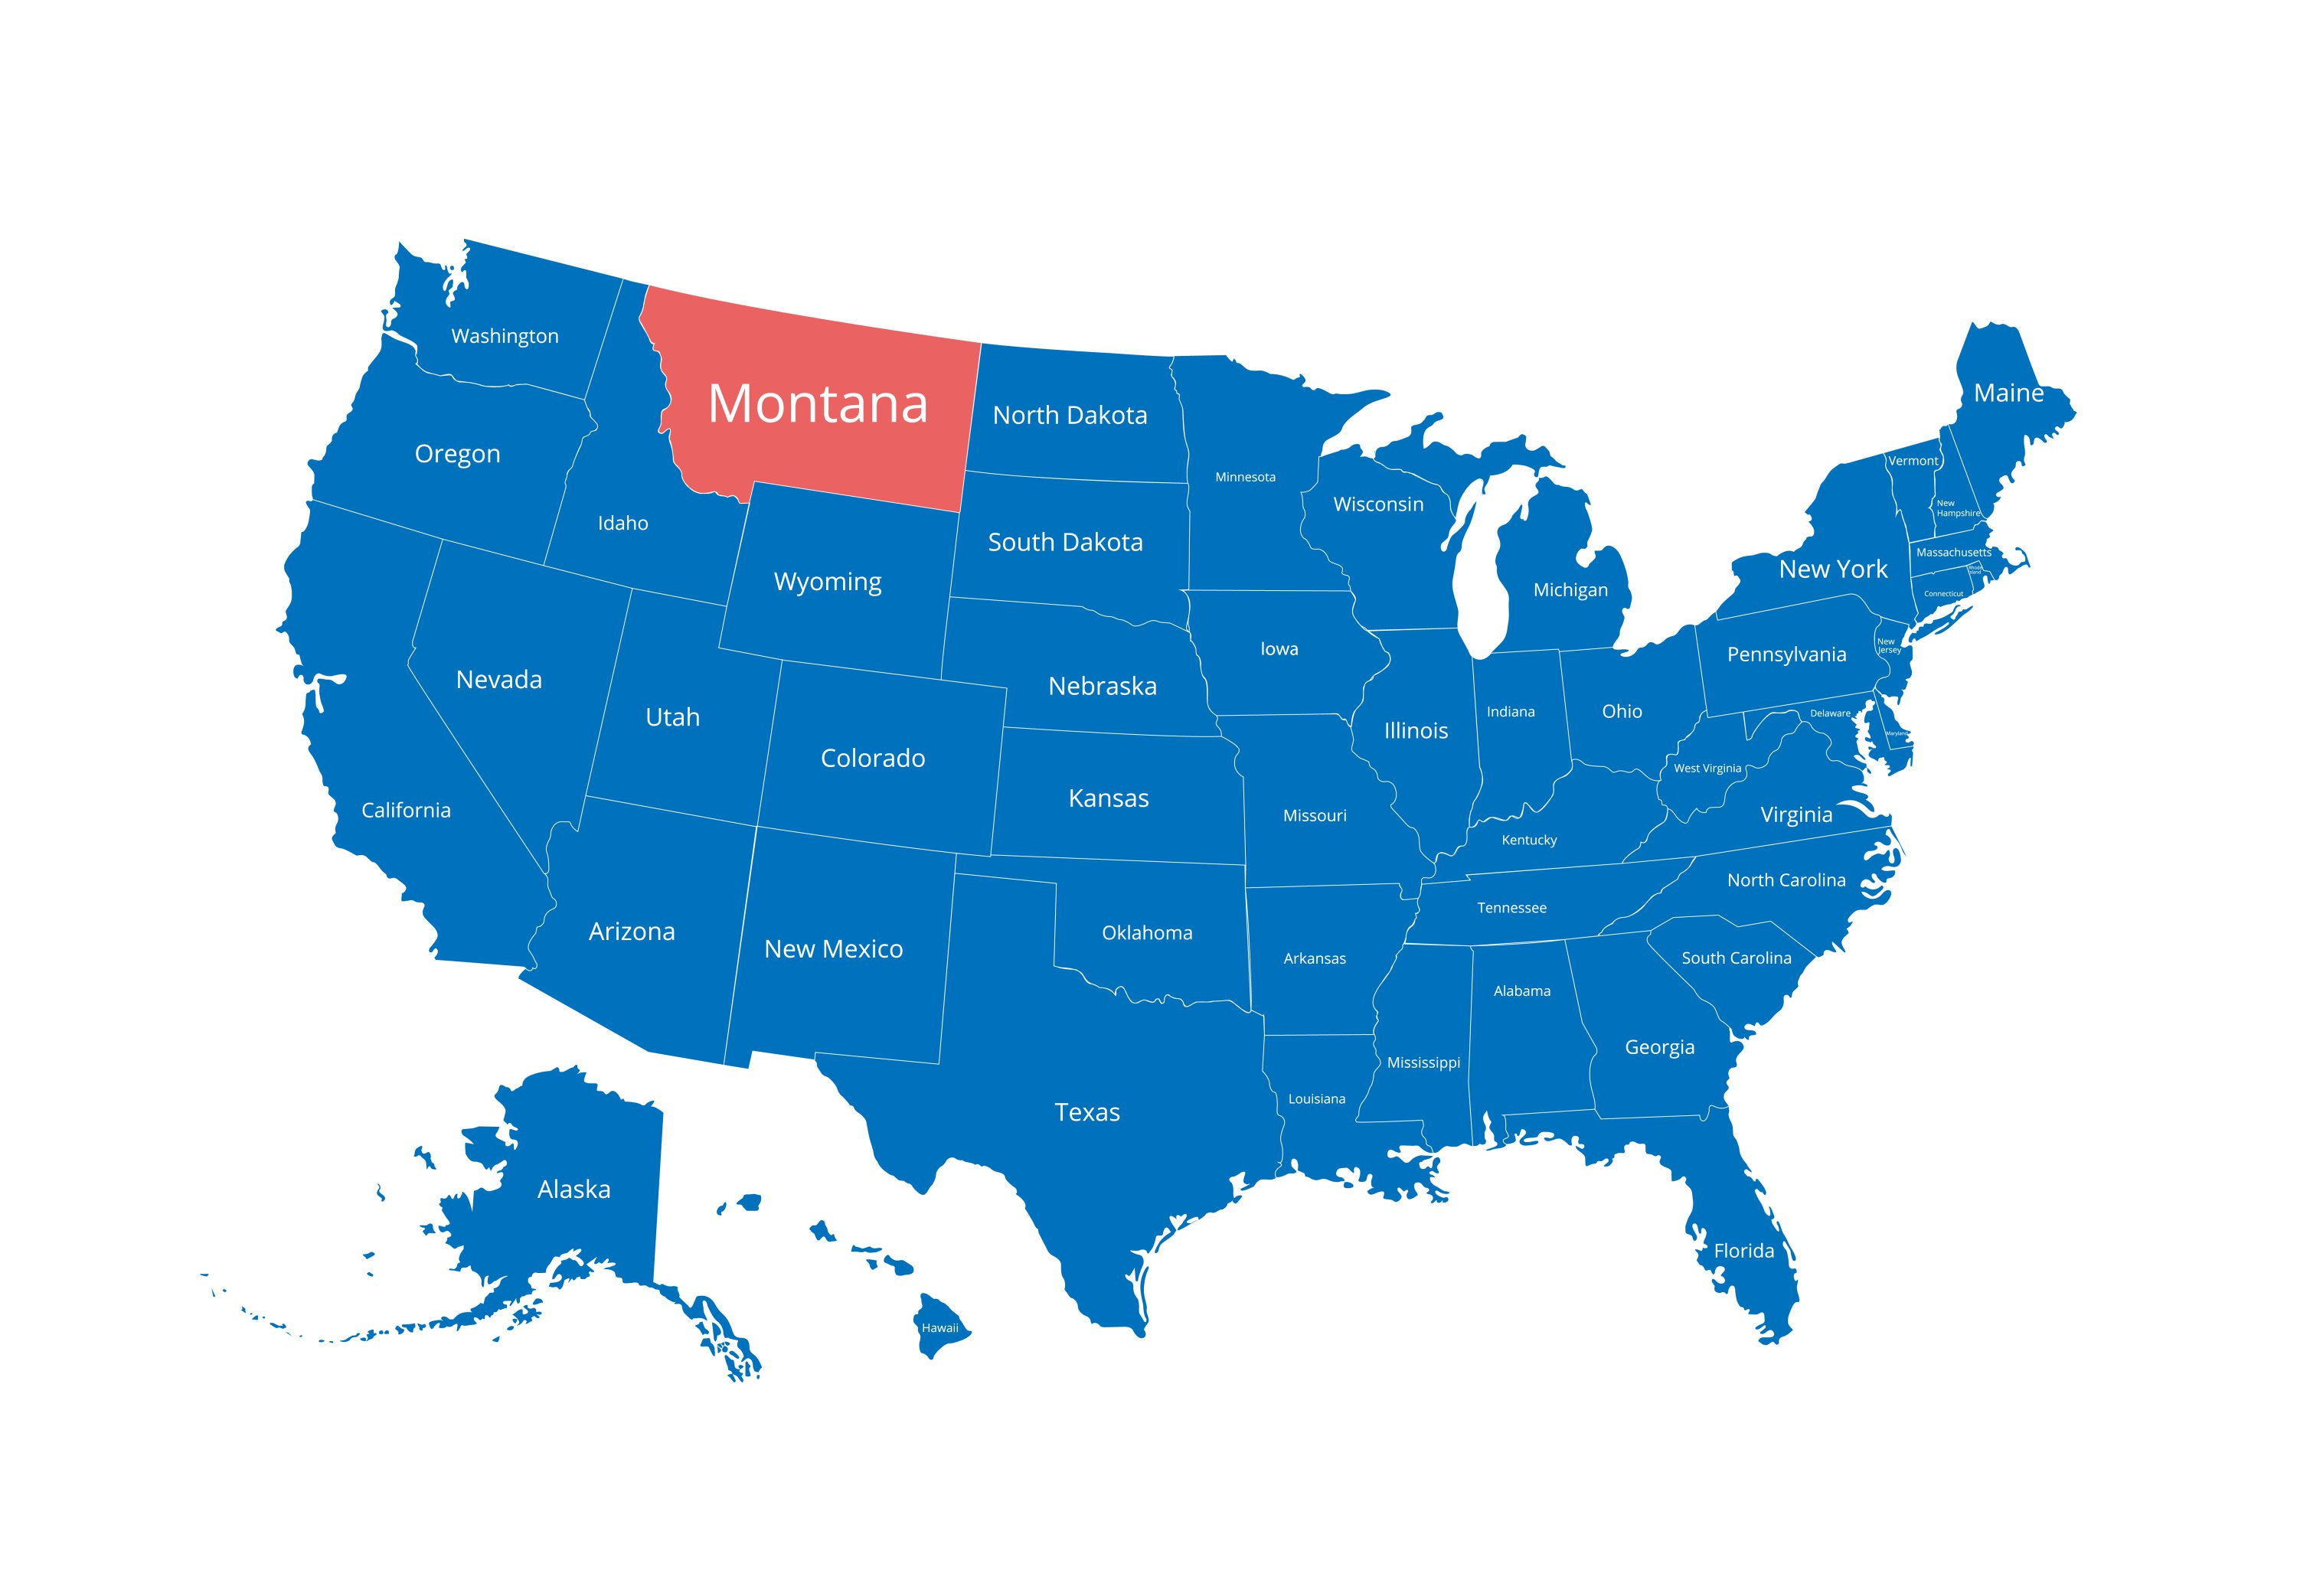 Washington
Montana
Maine
North Dakota
Oregon
Vermont
Minnesota
Wisconsin
New
Hampshire
Idaho
South Dakota
Massachusetts
New York
Rhode
Island
Wyoming
Michigan
Connecticut
Iowa
New
Jersey
Pennsylvania
Nevada
Nebraska
Utah
Indiana
Ohio
Delaware
Illinois
Maryland
Colorado
West Virginia
Kansas
California
Missouri
Virginia
Kentucky
North Carolina
Tennessee
Arizona
Oklahoma
New Mexico
Arkansas
South Carolina
Alabama
Georgia
Mississippi
Louisiana
Texas
Alaska
Florida
Hawaii